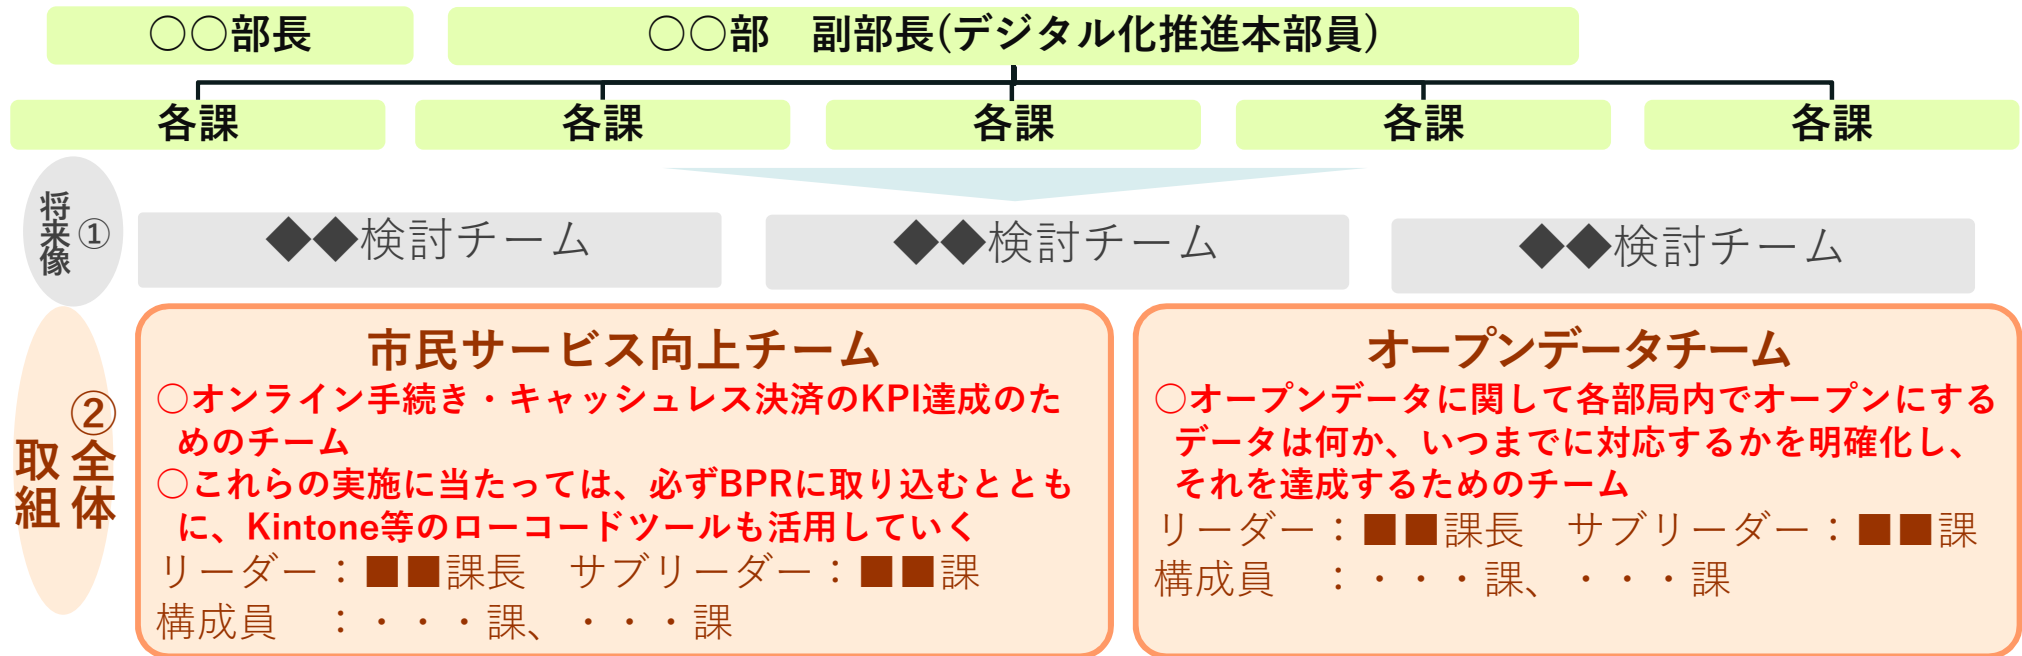 ○○部長
○○部　副部長(デジタル化推進本部員)
各課
各課
各課
各課
各課
①将来像
◆◆検討チーム
◆◆検討チーム
◆◆検討チーム
②全体取組
市民サービス向上チーム
○オンライン手続き・キャッシュレス決済のKPI達成のた
めのチーム
○これらの実施に当たっては、必ずBPRに取り込むととも
に、Kintone等のローコードツールも活用していく
リーダー：■■課長　サブリーダー：■■課
構成員　：・・・課、・・・課
オープンデータチーム
○オープンデータに関して各部局内でオープンにする
データは何か、いつまでに対応するかを明確化し、
それを達成するためのチーム
リーダー：■■課長　サブリーダー：■■課
構成員　：・・・課、・・・課